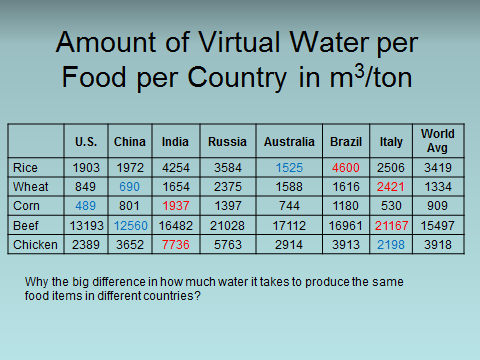 Amount of Virtual Water per
Food per Country in m³/ton
U.S. China India Russia Australia Brazil Italy World Avg
Rice 1903 1972 4254 3584 1525 4600 2506 3419
Wheat 849 690 1654 2375 1588 1616 2421 1334
Corn 489 801 1937 1397 744 1180 530 909
Beef 13193 12560 16482 21028 17112 16961 21167 15497
Chicken 2389 3652 7736 5763 2914 3913 2198 3918
Why the big difference in how much water it takes to produce the same
food items in different countries?